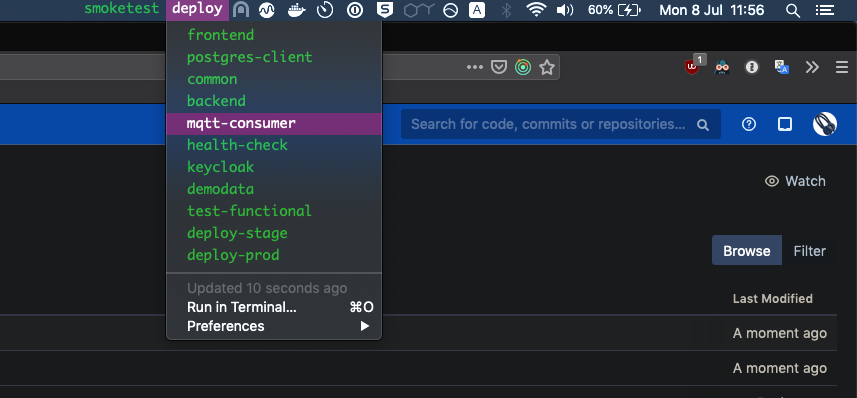 smoketest deploy A 60% Mon 8 Jul 11:56
frontend
postgres-client
common
backend
mqtt-consumer
health-check
keycloak
demodata
test-functional
deploy-stage
deploy-prod
Updated 10 seconds ago
Run in Terminal... ⌘O
Preferences
1
Search for code, commits or repositories...
Watch
Browse Filter
Last Modified
A moment ago
A moment ago